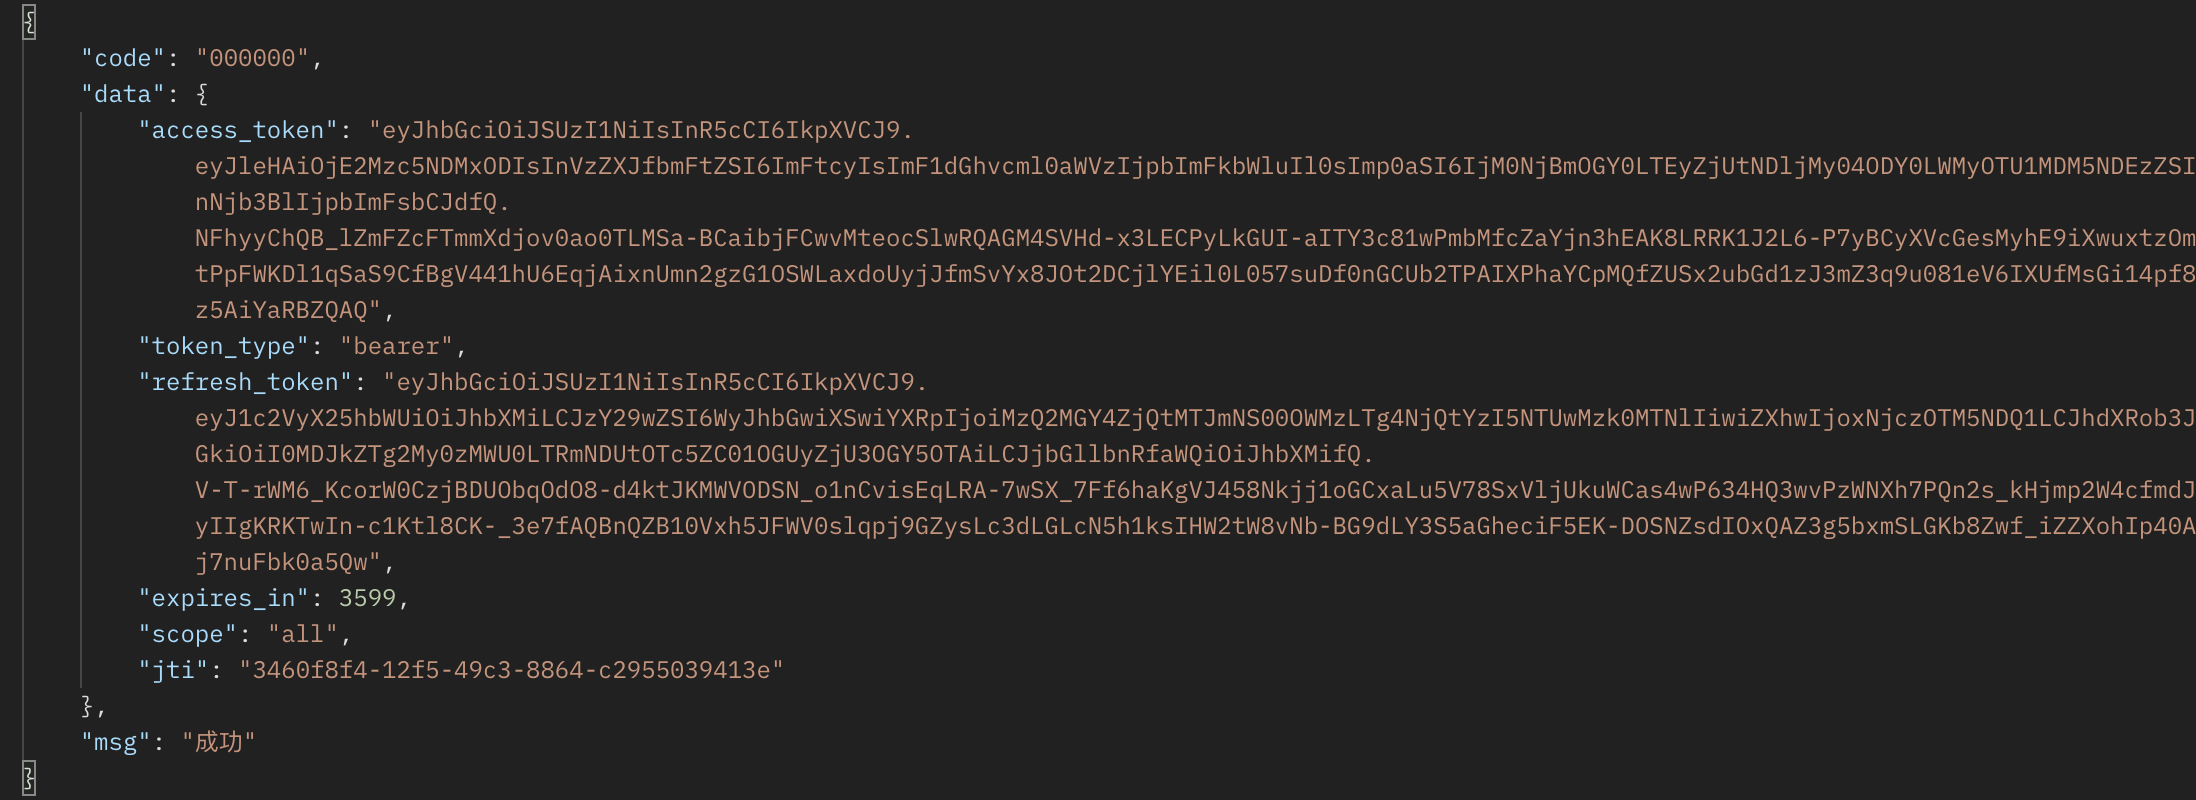 {
"code": "000000",
"data": {
"access_token": "eyJhbGciOiJSUzI1NiIsInR5cCI6IkpXVCJ9.
eyJleHAiOjE2Mzc5NDMxODIsInVzZXJfbmFtZSI6ImFtcyIsImF1dGhvcml0aWVzIjpbImFkbWluIl0sImp0aSI6IjM0NjBmOGY0LTEyZjUtNDljMy04ODY0LWMyOTU1MDM5NDEzZSI
nNjb3BlIjpbImFsbCJdfQ.
NFhyyChQB_lZmFZcFTmmXdjov0ao0TLMSa-BCaibjFCwvMteocSlwRQAGM4SVHd-x3LECPyLkGUI-aITY3c81wPmbMfcZaYjn3hEAK8LRRK1J2L6-P7yBCyXVcGesMyhE9iXwuxtzOm
tPpFWKDl1qSaS9CfBgV441hU6EqjAixnUmn2gzG1OSWLaxdoUyjJfmSvYx8JOt2DCjlYEil0L057suDf0nGCUb2TPAIXPhaYCpMQfZUSx2ubGd1zJ3mZ3q9u081eV6IXUfMsGi14pf8
z5AiYaRBZQAQ",
"token_type": "bearer",
"refresh_token": "eyJhbGciOiJSUzI1NiIsInR5cCI6IkpXVCJ9.
eyJ1c2VyX25hbWUiOiJhbXMiLCJzY29wZSI6WyJhbGwiXSwiYXRpIjoiMzQ2MGY4ZjQtMTJmNS00OWMzLTg4NjQtYzI5NTUwMzk0MTNlIiwiZXhwIjoxNjczOTM5NDQ1LCJhdXRob3J
GkiOiI0MDJkZTg2My0zMWU0LTRmNDUtOTc5ZC01OGUyZjU3OGY5OTAiLCJjbGllbnRfaWQiOiJhbXMifQ.
V-T-rWM6_KcorW0CzjBDUObqOdO8-d4ktJKMWVODSN_o1nCvisEqLRA-7wSX_7Ff6haKgVJ458Nkjj1oGCxaLu5V78SxVljUkuWCas4wP634HQ3wvPzWNXh7PQn2s_kHjmp2W4cfmdJ
yIIgKRKTwIn-c1Ktl8CK-_3e7fAQBnQZB10Vxh5JFWV0slqpj9GZysLc3dLGLcN5h1ksIHW2tW8vNb-BG9dLY3S5aGheciF5EK-DOSNZsdIOxQAZ3g5bxmSLGKb8Zwf_iZZXohIp40A
j7nuFbk0a5Qw",
"expires_in": 3599,
"scope": "all",
"jti": "3460f8f4-12f5-49c3-8864-c2955039413e"
},
"msg": "成功"
}